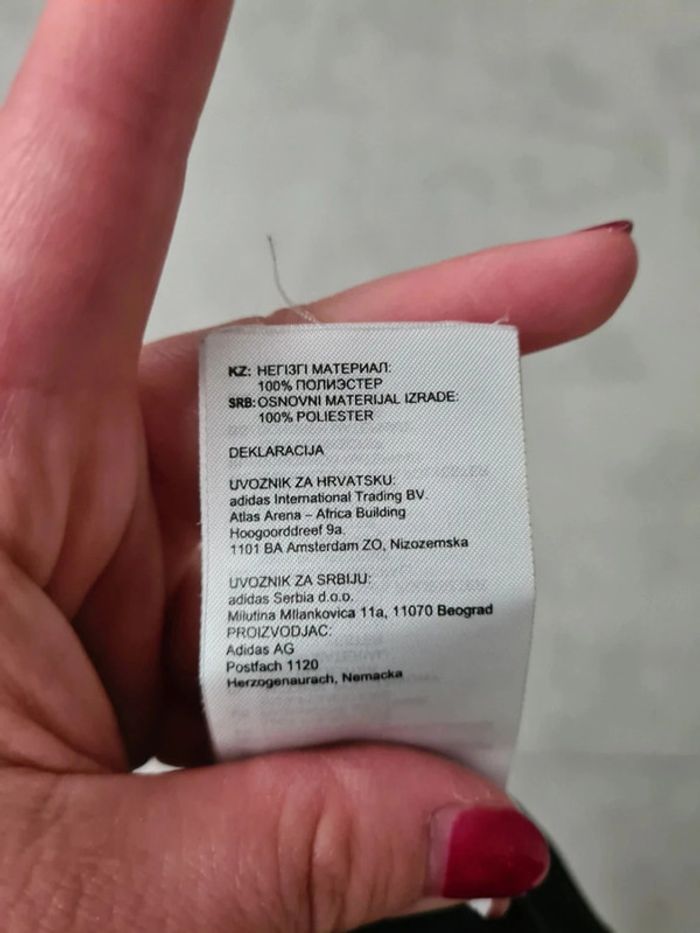 KZ: НЕГІЗГІ МАТЕРИАЛ:
100% ПОЛИЭСТЕР
SRB: OSNOVNI MATERIJAL IZRADE:
100% POLIESTER
DEKLARACIJA
UVOZNIK ZA HRVATSKU:
adidas International Trading BV.
Atlas Arena – Africa Building
Hoogoorddreef 9a.
1101 BA Amsterdam ZO, Nizozemska
UVOZNIK ZA SRBIJU:
adidas Serbia d.o.o.
Milutina MIlankovica 11a, 11070 Beograd
PROIZVODJAC:
Adidas AG
Postfach 1120
Herzogenaurach, Nemacka